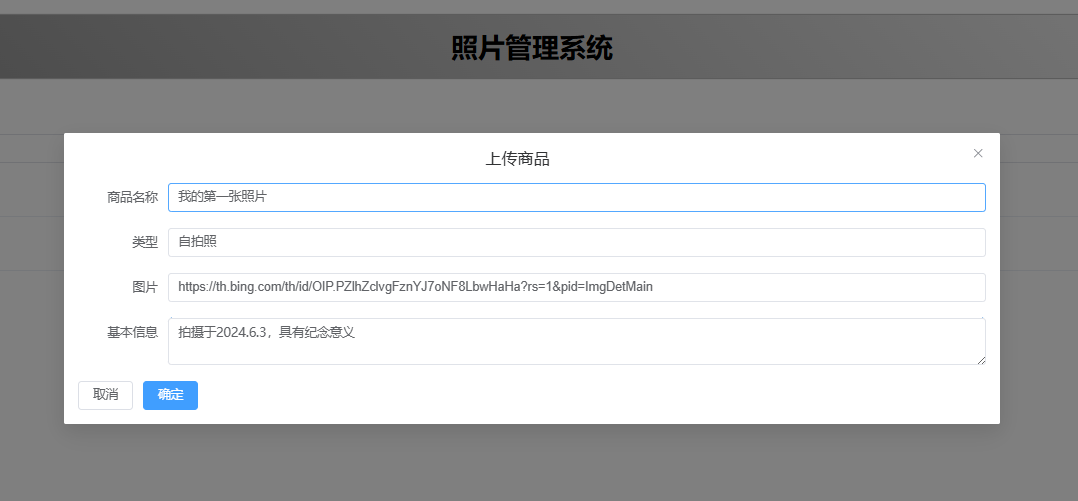 照片管理系统
上传商品
商品名称 我的第一张照片
类型 自拍照
图片 https://th.bing.com/th/id/OIP.PZIhZclvgFznYJ7oNF8LbwHaHa?rs=1&pid=ImgDetMain
基本信息 拍摄于2024.6.3，具有纪念意义
取消 确定